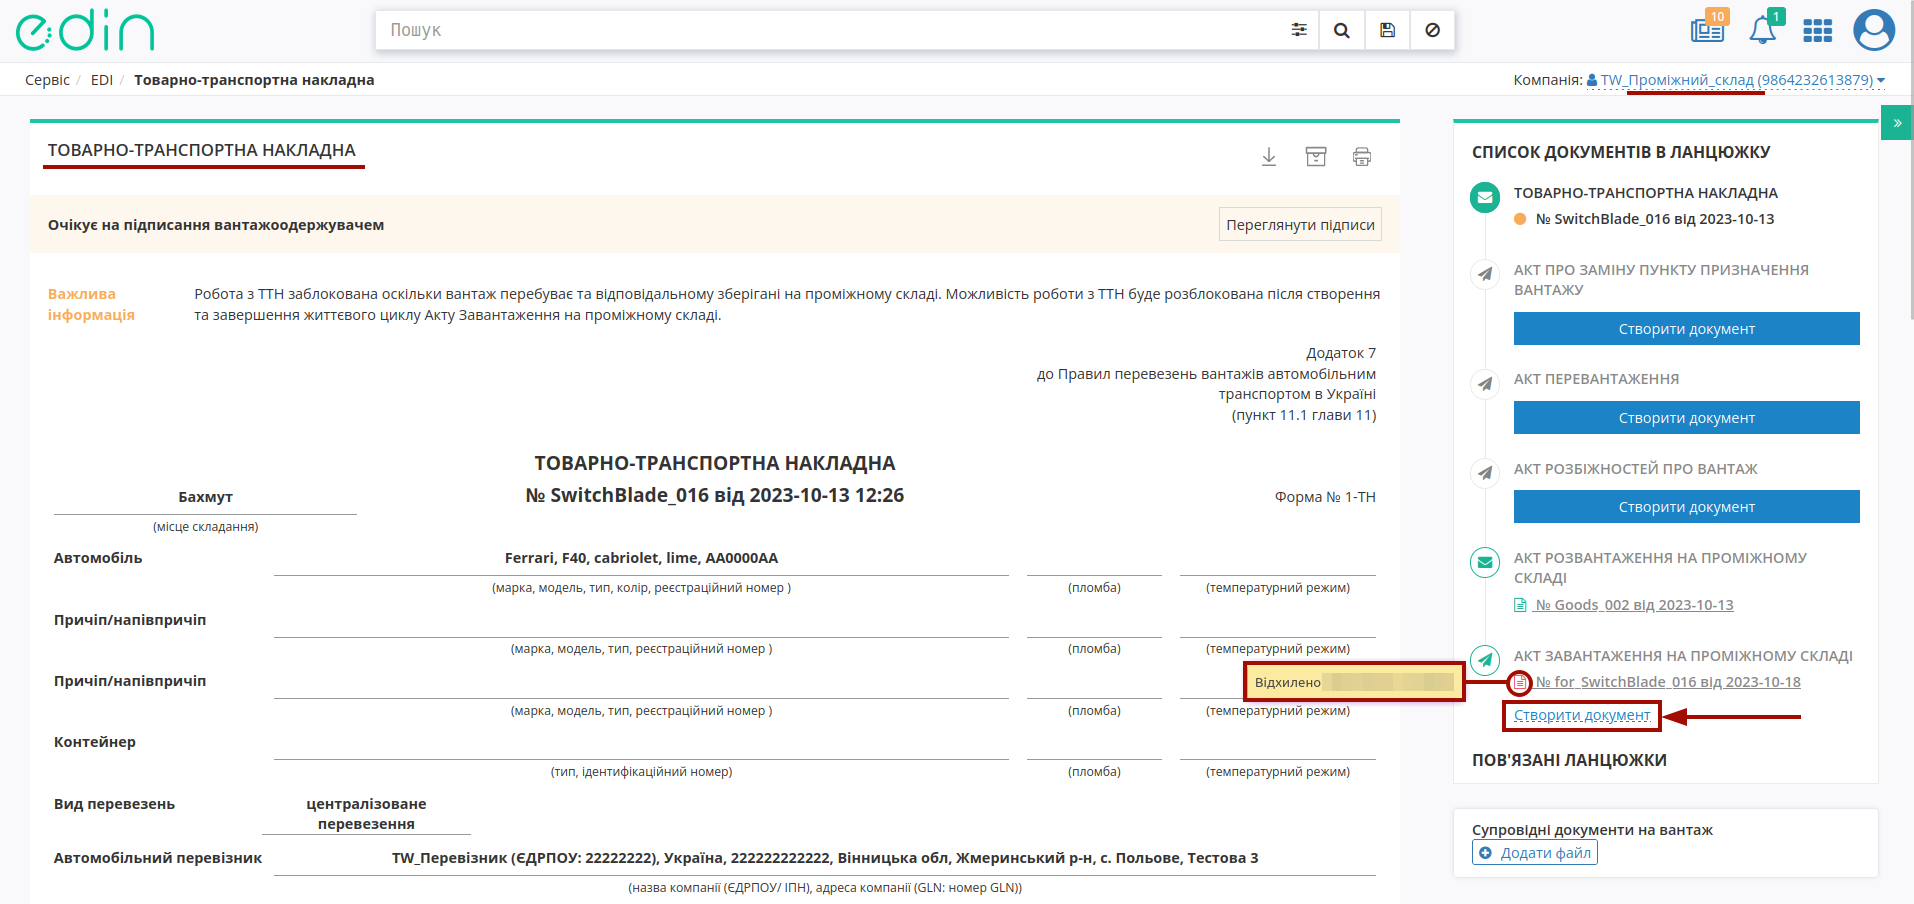 edin
Пошук
10
1
Сервіс / EDI / Товарно-транспортна накладна
Компанія: TW_Проміжний_склад (9864232613879)
»
ТОВАРНО-ТРАНСПОРТНА НАКЛАДНА
Очікує на підписання вантажоодержувачем
Переглянути підписи
Важлива інформація
Робота з ТТН заблокована оскільки вантаж перебуває та відповідальному зберігані на проміжному складі. Можливість роботи з ТТН буде розблокована після створення
та завершення життєвого циклу Акту Завантаження на проміжному складі.
Додаток 7
до Правил перевезень вантажів автомобільним
транспортом в Україні
(пункт 11.1 глави 11)
ТОВАРНО-ТРАНСПОРТНА НАКЛАДНА
Бахмут
№ SwitchBlade_016 від 2023-10-13 12:26
Форма № 1-ТН
(місце складання)
Автомобіль
Ferrari, F40, cabriolet, lime, AA0000AA
(марка, модель, тип, колір, реєстраційний номер )
(пломба)
(температурний режим)
Причіп/напівпричіп
(марка, модель, тип, реєстраційний номер )
(пломба)
(температурний режим)
Причіп/напівпричіп
(марка, модель, тип, реєстраційний номер )
(пломба)
(температурний режим)
Контейнер
(тип, ідентифікаційний номер)
(пломба)
(температурний режим)
Вид перевезень
централізоване
перевезення
Автомобільний перевізник
TW_Перевізник (ЄДРПОУ: 22222222), Україна, 222222222222, Вінницька обл, Жмеринський р-н, с. Польове, Тестова 3
(назва компанії (ЄДРПОУ/ ІПН), адреса компанії (GLN: номер GLN))
СПИСОК ДОКУМЕНТІВ В ЛАНЦЮЖКУ
ТОВАРНО-ТРАНСПОРТНА НАКЛАДНА
№ SwitchBlade_016 від 2023-10-13
АКТ ПРО ЗАМІНУ ПУНКТУ ПРИЗНАЧЕННЯ
ВАНТАЖУ
Створити документ
АКТ ПЕРЕВАНТАЖЕННЯ
Створити документ
АКТ РОЗБІЖНОСТЕЙ ПРО ВАНТАЖ
Створити документ
АКТ РОЗВАНТАЖЕННЯ НА ПРОМІЖНОМУ
СКЛАДІ
№ Goods_002 від 2023-10-13
АКТ ЗАВАНТАЖЕННЯ НА ПРОМІЖНОМУ СКЛАДІ
Відхилено
№ for_SwitchBlade_016 від 2023-10-18
Створити документ
ПОВ'ЯЗАНІ ЛАНЦЮЖКИ
Супровідні документи на вантаж
Додати файл